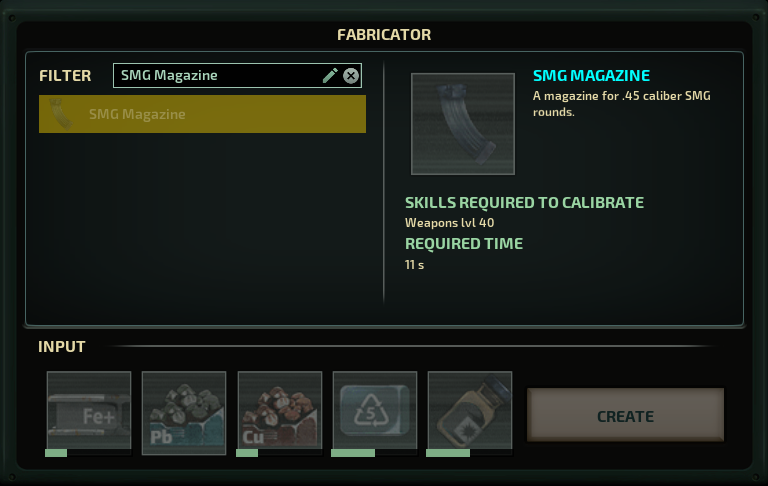 FABRICATOR
FILTER
SMG Magazine
SMG Magazine
SMG MAGAZINE
A magazine for .45 caliber SMG
rounds.
SKILLS REQUIRED TO CALIBRATE
Weapons lvl 40
REQUIRED TIME
11 s
INPUT
Fe+
Pb
Cu
5
CREATE